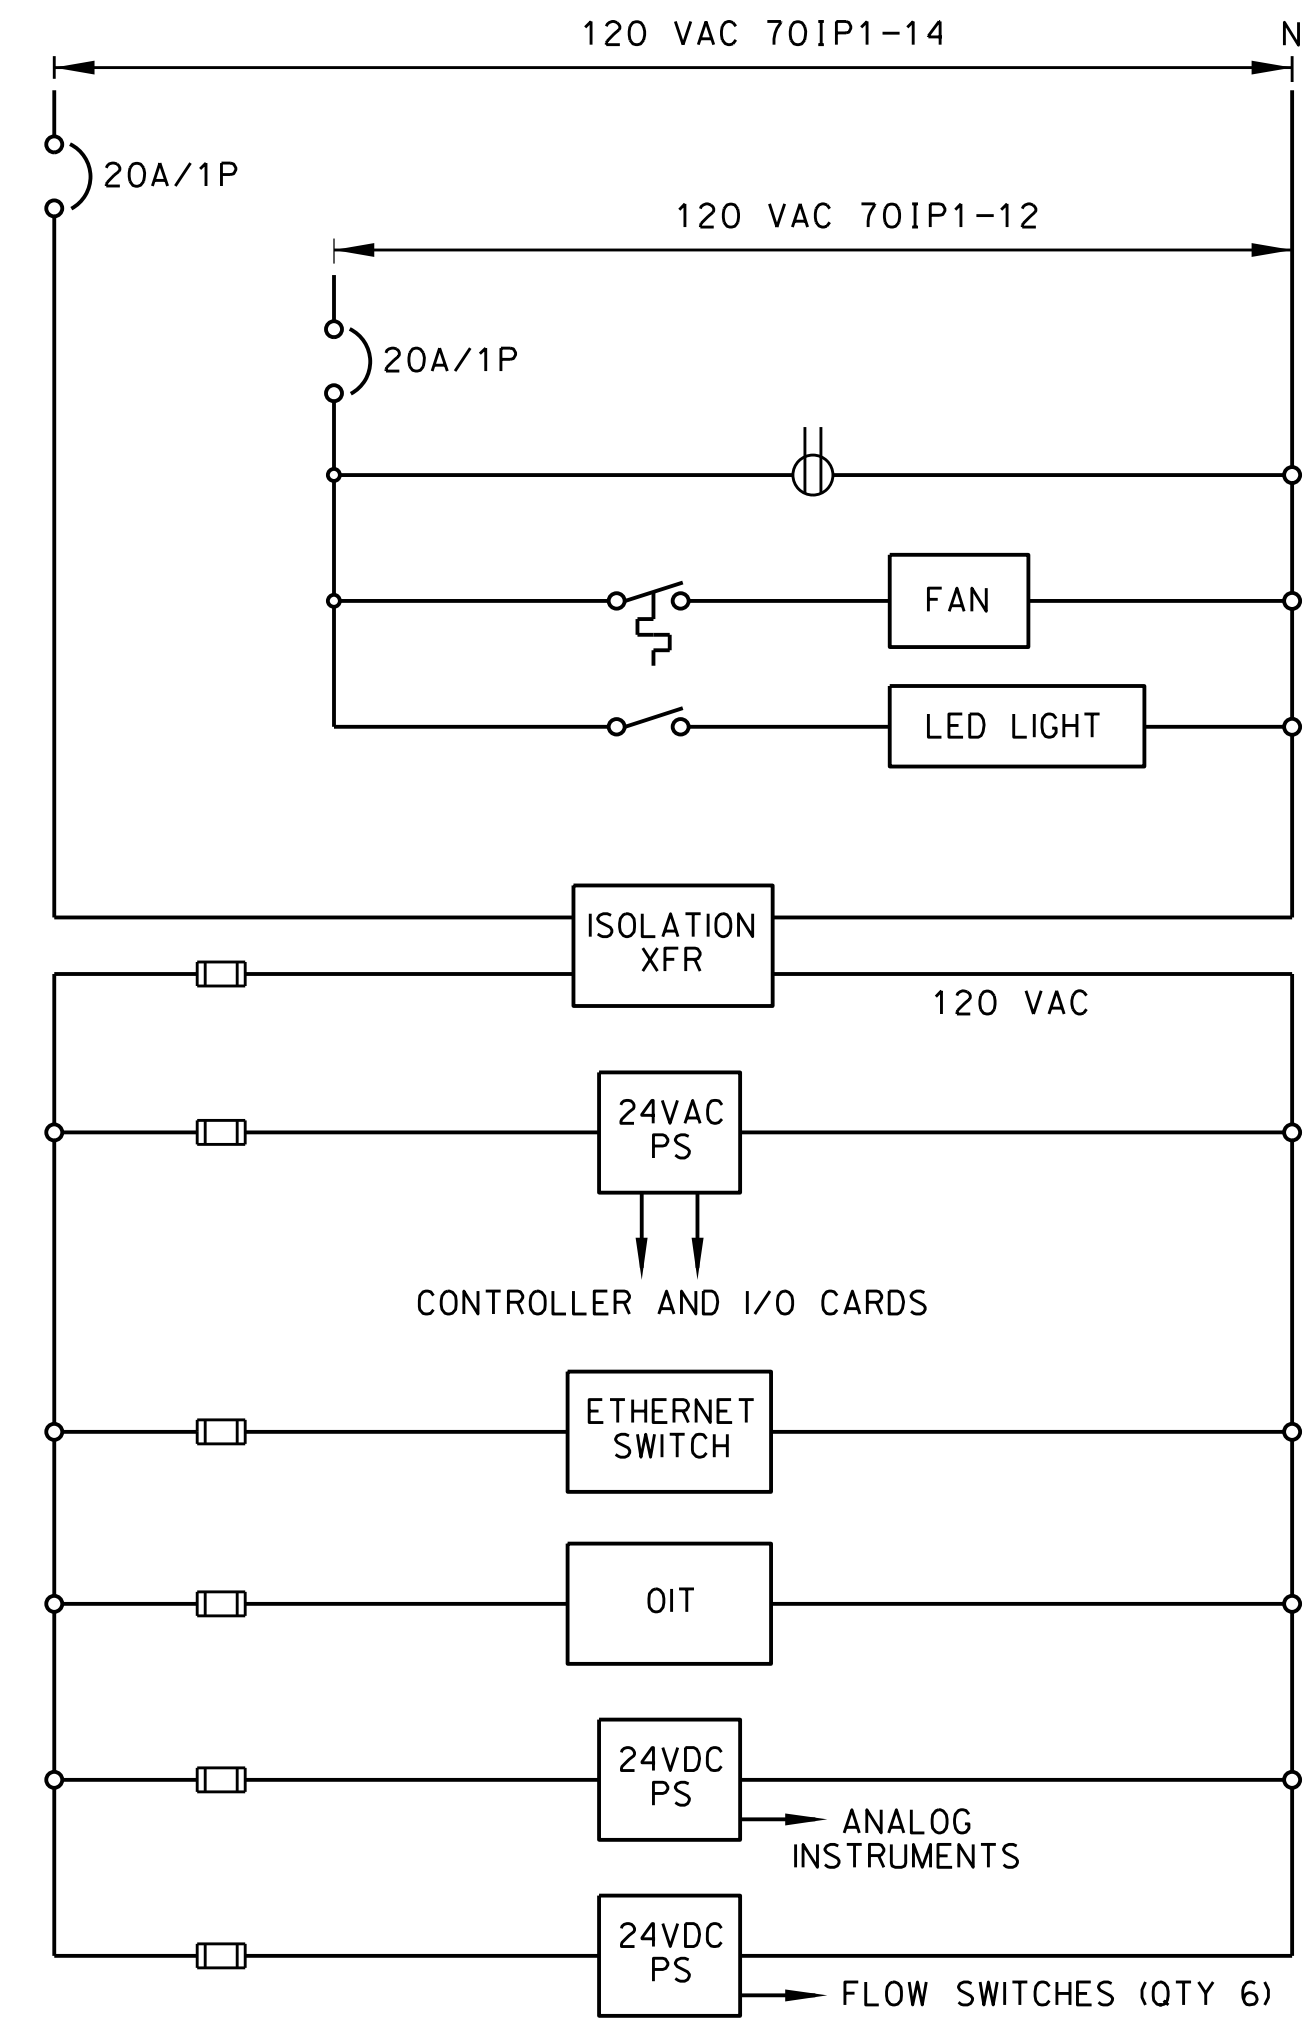 120 VAC 70IP1-14
N
20A/1P
120 VAC 70IP1-12
20A/1P
FAN
LED LIGHT
ISOLATION
XFR
120 VAC
24VAC
PS
CONTROLLER AND I/O CARDS
ETHERNET
SWITCH
OIT
24VDC
PS
ANALOG
INSTRUMENTS
24VDC
PS
FLOW SWITCHES (QTY 6)